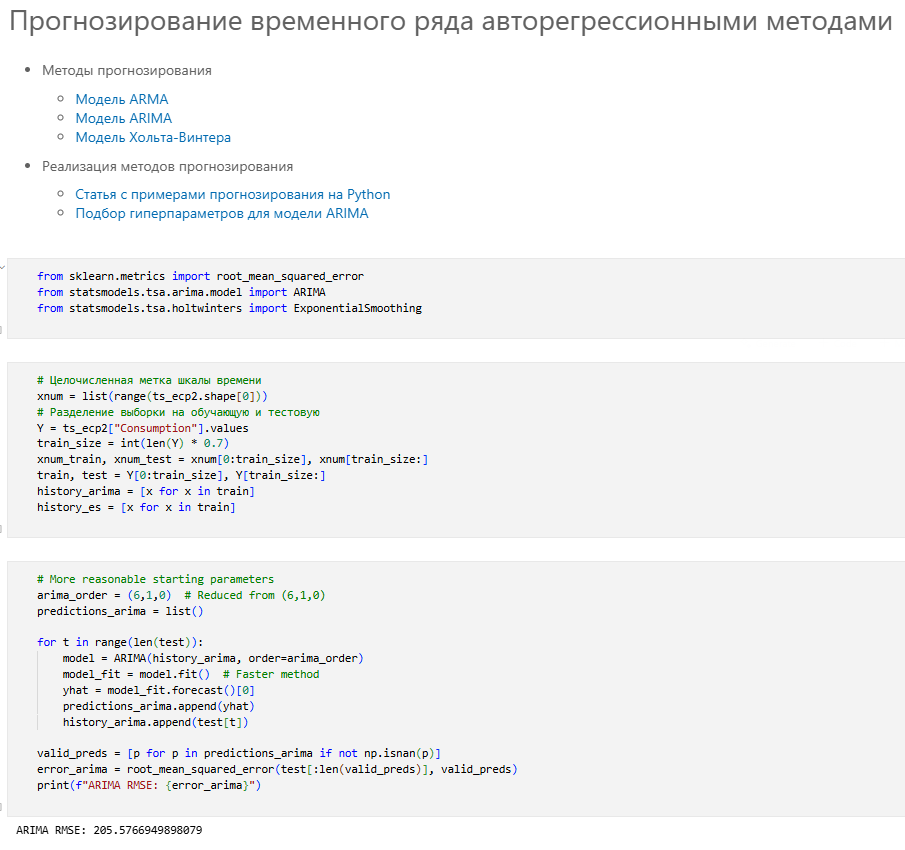 Прогнозирование временного ряда авторегрессионными методами
Методы прогнозирования
Модель ARMA
Модель ARIMA
Модель Хольта-Винтера
Реализация методов прогнозирования
Статья с примерами прогнозирования на Python
Подбор гиперпараметров для модели ARIMA
from sklearn.metrics import root_mean_squared_error
from statsmodels.tsa.arima.model import ARIMA
from statsmodels.tsa.holtwinters import ExponentialSmoothing
# Целочисленная метка шкалы времени
xnum = list(range(ts_ecp2.shape[0]))
# Разделение выборки на обучающую и тестовую
Y = ts_ecp2["Consumption"].values
train_size = int(len(Y) * 0.7)
xnum_train, xnum_test = xnum[0:train_size], xnum[train_size:]
train, test = Y[0:train_size], Y[train_size:]
history_arima = [x for x in train]
history_es = [x for x in train]
# More reasonable starting parameters
arima_order = (6,1,0)  # Reduced from (6,1,0)
predictions_arima = list()
for t in range(len(test)):
    model = ARIMA(history_arima, order=arima_order)
    model_fit = model.fit()  # Faster method
    yhat = model_fit.forecast()[0]
    predictions_arima.append(yhat)
    history_arima.append(test[t])
valid_preds = [p for p in predictions_arima if not np.isnan(p)]
error_arima = root_mean_squared_error(test[:len(valid_preds)], valid_preds)
print(f"ARIMA RMSE: {error_arima}")
ARIMA RMSE: 205.5766949898079